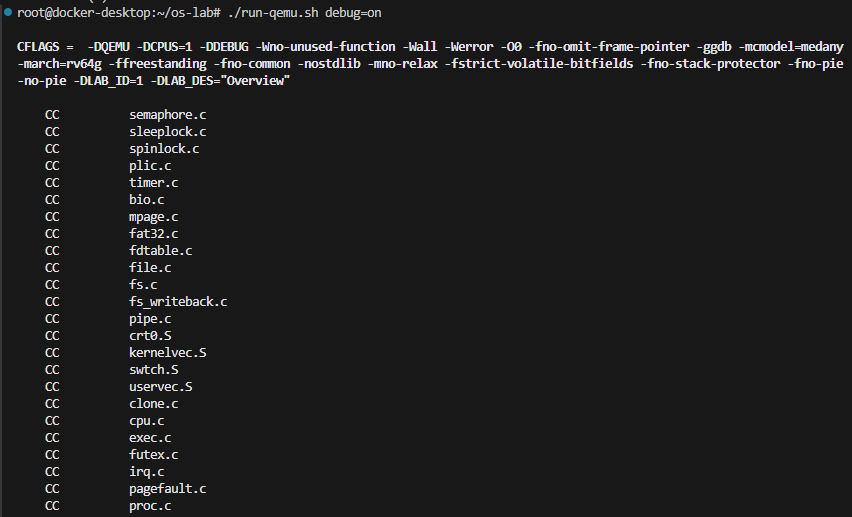 root@docker-desktop:~/os-lab# ./run-qemu.sh debug=on
CFLAGS =  -DQEMU -DCPUS=1 -DDEBUG -Wno-unused-function -Wall -Werror -O0 -fno-omit-frame-pointer -ggdb -mcmodel=medany
-march=rv64g -ffreestanding -fno-common -nostdlib -mno-relax -fstrict-volatile-bitfields -fno-stack-protector -fno-pie
-no-pie -DLAB_ID=1 -DLAB_DES="Overview"
CC semaphore.c
CC sleeplock.c
CC spinlock.c
CC plic.c
CC timer.c
CC bio.c
CC mpage.c
CC fat32.c
CC fdtable.c
CC file.c
CC fs.c
CC fs_writeback.c
CC pipe.c
CC crt0.S
CC kernelvec.S
CC swtch.S
CC uservec.S
CC clone.c
CC cpu.c
CC exec.c
CC futex.c
CC irq.c
CC pagefault.c
CC proc.c